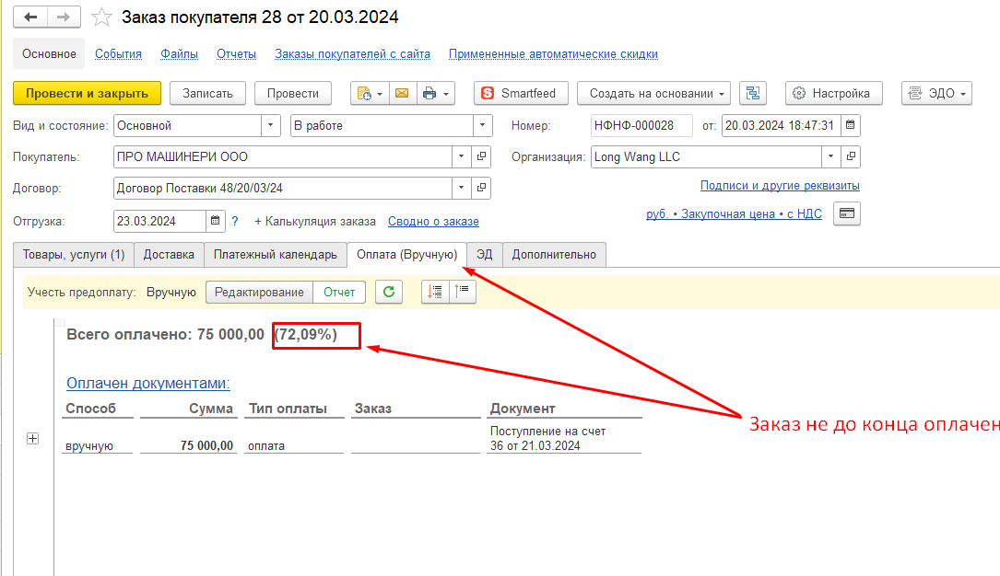 Заказ покупателя 28 от 20.03.2024
Основное События Файлы Отчеты Заказы покупателей с сайта Примененные автоматические скидки
Провести и закрыть Записать Провести Smartfeed Создать на основании Настройка ЭДО
Вид и состояние: Основной В работе Номер: НФНФ-000028 от: 20.03.2024 18:47:31
Покупатель: ПРО МАШИНЕРИ ООО Организация: Long Wang LLC
Договор: Договор Поставки 48/20/03/24 Подписи и другие реквизиты
Отгрузка: 23.03.2024 ? + Калькуляция заказа Сводно о заказе руб. • Закупочная цена • с НДС
Товары, услуги (1) Доставка Платежный календарь Оплата (Вручную) ЭД Дополнительно
Учесть предоплату: Вручную Редактирование Отчет
Всего оплачено: 75 000,00 (72,09%)
Оплачен документами:
Способ Сумма Тип оплаты Заказ Документ
Заказ не до конца оплачен
Поступление на счет
вручную 75 000,00 оплата 36 от 21.03.2024